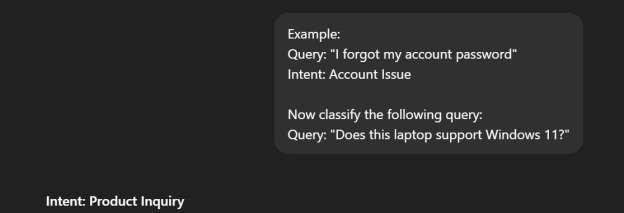 Example:
Query: "I forgot my account password"
Intent: Account Issue

Now classify the following query:
Query: "Does this laptop support Windows 11?"

Intent: Product Inquiry